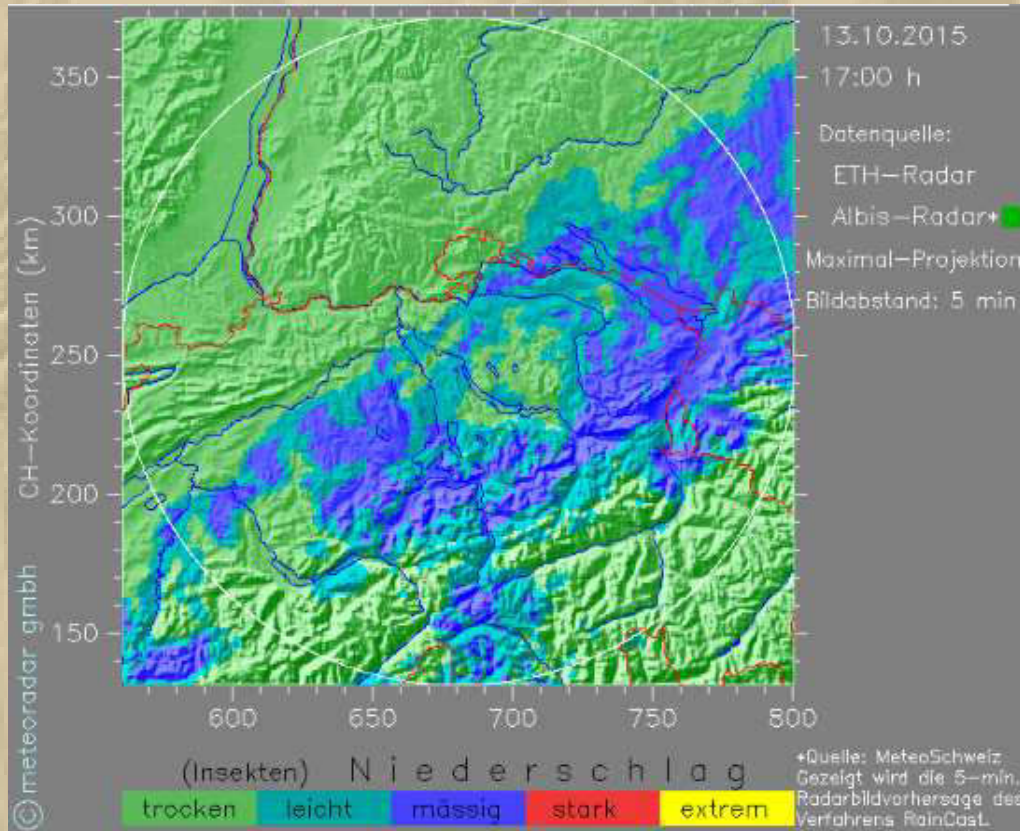 13.10.2015
17:00 h
Datenquelle:
ETH-Radar
Albis-Radar*
Maximal-Projektion
Bildabstand: 5 min
CH-Koordinaten (km)
©meteoradar gmbh
350
300
250
200
150
600 650 700 750 800
(Insekten) Niederschlag
trocken leicht mässig stark extrem
*Quelle: MeteoSchweiz
Gezeigt wird die 5-min.
Radarbildvorhersage des
Verfahrens RainCast.